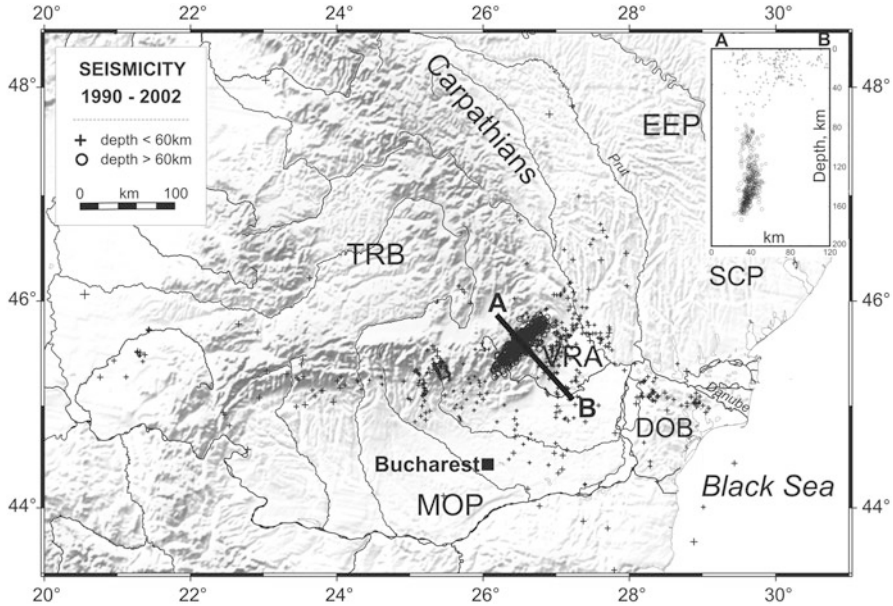 20° 22° 24° 26° 28° 30°
SEISMICITY
1990 - 2002
+ depth < 60km
o depth > 60km
0 km 100
48° 48°
46° 46°
44° 44°
Carpathians
EEP
Prut
TRB
SCP
A
VRA
B
DOB
Danube
Bucharest
MOP
Black Sea
A B
0
40
80
120
160
200
Depth, km
0 40 80 120
km
20° 22° 24° 26° 28° 30°